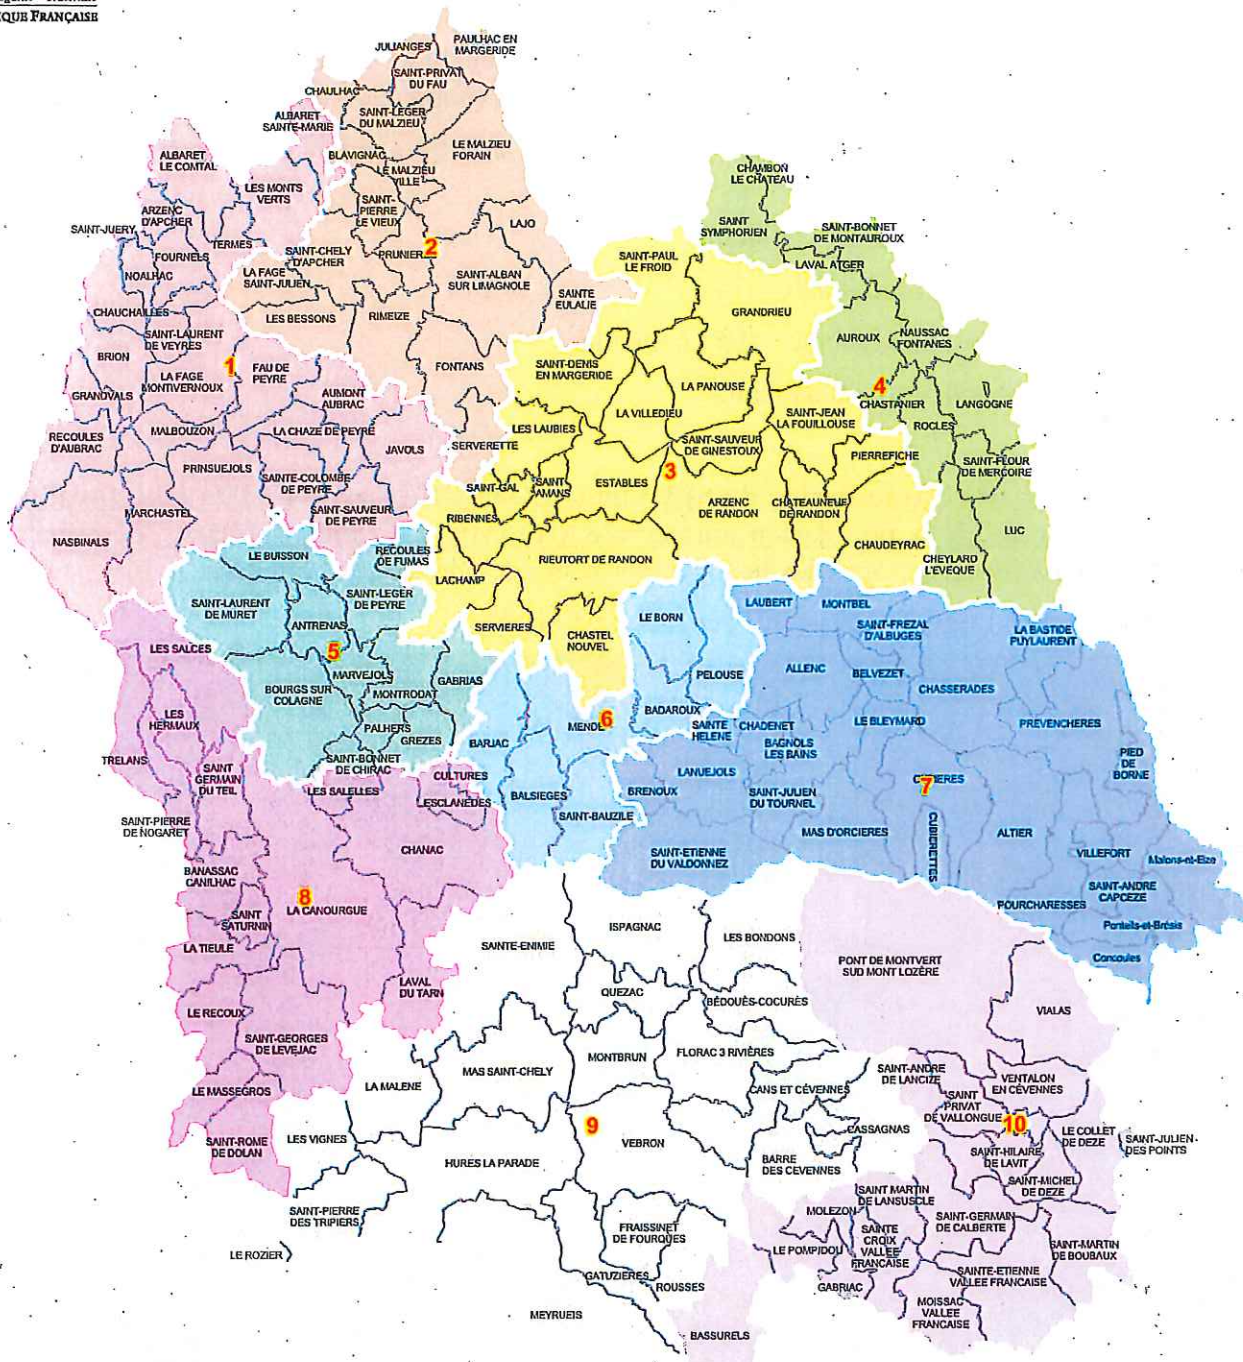 QUE FRANÇAISE
JULIANGES
PAULHAC EN
MARGERIDE
SAINT-PRIVAT
DU FAU
CHAULHAC
SAINT-LEGER
DU MALZIEU
ALBARET
SAINTE-MARIE
LE MALZIEU
FORAIN
BLAVIGNAC
LE MALZIEU
VILLE
ALBARET
LE COMTAL
LES MONTS
VERTS
SAINT-
PIERRE
LE VIEUX
ARZENC
D'APCHER
SAINT-JUERY
TERMES
FOURNELS
NOALHAC
SAINT-CHELY
D'APCHER
PRUNIER
2
LAJO
LA FAGE
SAINT-JULIEN
SAINT-ALBAN
SUR LIMAGNOLE
SAINTE
EULALIE
LES BESSONS
RIMEIZE
FONTANS
CHAUCHAILLES
SAINT-LAURENT
DE VEYRES
BRION
LA FAGE
MONTIVERNOUX
1
FAU DE
PEYRE
GRANDVALS
AUMONT
AUBRAC
RECOULES
D'AUBRAC
MALBOUZON
LA CHAZE DE PEYRE
JAVOLS
SERVERETTE
PRINSUEJOLS
SAINTE-COLOMBE
DE PEYRE
SAINT-SAUVEUR
DE PEYRE
MARCHASTEL
NASBINALS
CHAMBON
LE CHATEAU
SAINT
SYMPHORIEN
SAINT-BONNET
DE MONTAUROUX
LAVAL ATGER
SAINT-PAUL
LE FROID
GRANDRIEU
AUROUX
NAUSSAC
FONTANES
4
CHASTANIER
LANGOGNE
ROCLES
SAINT-FLOUR
DE MERCOIRE
LUC
CHEYLARD
L'EVEQUE
SAINT-DENIS
EN MARGERIDE
LA PANOUSE
LA VILLEDIEU
SAINT-JEAN
LA FOUILLOUSE
LES LAUBIES
SAINT-SAUVEUR
DE GINESTOUX
PIERREFICHE
3
SAINT-GAL
SAINT
AMANS
ESTABLES
ARZENC
DE RANDON
CHATEAUNEUF
DE RANDON
RIBENNES
CHAUDEYRAC
RIEUTORT DE RANDON
LACHAMP
SERVIERES
CHASTEL
NOUVEL
LE BUISSON
RECOULES
DE FUMAS
SAINT-LAURENT
DE MURET
SAINT-LEGER
DE PEYRE
ANTRENAS
5
MARVEJOLS
BOURGS SUR
COLAGNE
MONTRODAT
GABRIAS
PALHERS
GREZES
SAINT-BONNET
DE CHIRAC
LE BORN
PELOUSE
MENDE
6
BADAROUX
BARJAC
BALSIEGES
SAINT-BAUZILE
LAUBERT
MONTBEL
SAINT-FREZAL
D'ALBUGES
LA BASTIDE
PUYLAURENT
ALLENC
BELVEZET
CHASSERADES
SAINTE
HELENE
CHADENET
LE BLEYMARD
PREVENCHERES
BAGNOLS
LES BAINS
PIED
DE
BORNE
LANUEJOLS
BRENOUX
SAINT-JULIEN
DU TOURNEL
7
MAS D'ORCIERES
CUBIERETTES
ALTIER
SAINT-ETIENNE
DU VALDONNEZ
VILLEFORT
Malons-et-Elze
SAINT-ANDRE
CAPCEZE
POURCHARESSES
Ponteils-et-Brésis
Concoules
LES SALCES
LES
HERMAUX
TRELANS
SAINT
GERMAIN
DU TEIL
CULTURES
LES SALELLES
ESCLANEDES
SAINT-PIERRE
DE NOGARET
CHANAC
BANASSAC
CANILHAC
8
LA CANOURGUE
SAINT
SATURNIN
LA TIEULE
LAVAL
DU TARN
LE RECOUX
SAINT-GEORGES
DE LEVEJAC
LE MASSEGROS
SAINT-ROME
DE DOLAN
ISPAGNAC
LES BONDONS
SAINTE-ENIMIE
QUEZAC
BÉDOUÈS-COCURÈS
MONTBRUN
FLORAC 3 RIVIÈRES
MAS SAINT-CHELY
LA MALENE
CANS ET CÉVENNES
9
VEBRON
CASSAGNAS
LES VIGNES
HURES LA PARADE
BARRE
DES CEVENNES
SAINT-PIERRE
DES TRIPIERS
FRAISSINET
DE FOURQUES
LE ROZIER
GATUZIERES
ROUSSES
MEYRUEIS
PONT DE MONTVERT
SUD MONT LOZÈRE
VIALAS
SAINT-ANDRE
DE LANCIZE
VENTALON
EN CÉVENNES
SAINT
PRIVAT
DE VALLONGUE
10
LE COLLET
DE DEZE
SAINT-JULIEN-
DES POINTS
SAINT-HILAIRE
DE LAVIT
SAINT-MICHEL
DE DEZE
SAINT MARTIN
DE LANSUSCLE
MOLEZON
SAINT-GERMAIN
DE CALBERTE
SAINTE
CROIX
VALLEE
FRANCAISE
LE POMPIDOU
SAINT-MARTIN
DE BOUBAUX
GABRIAC
SAINTE-ETIENNE
VALLEE FRANCAISE
MOISSAC
VALLEE
FRANCAISE
BASSURELS